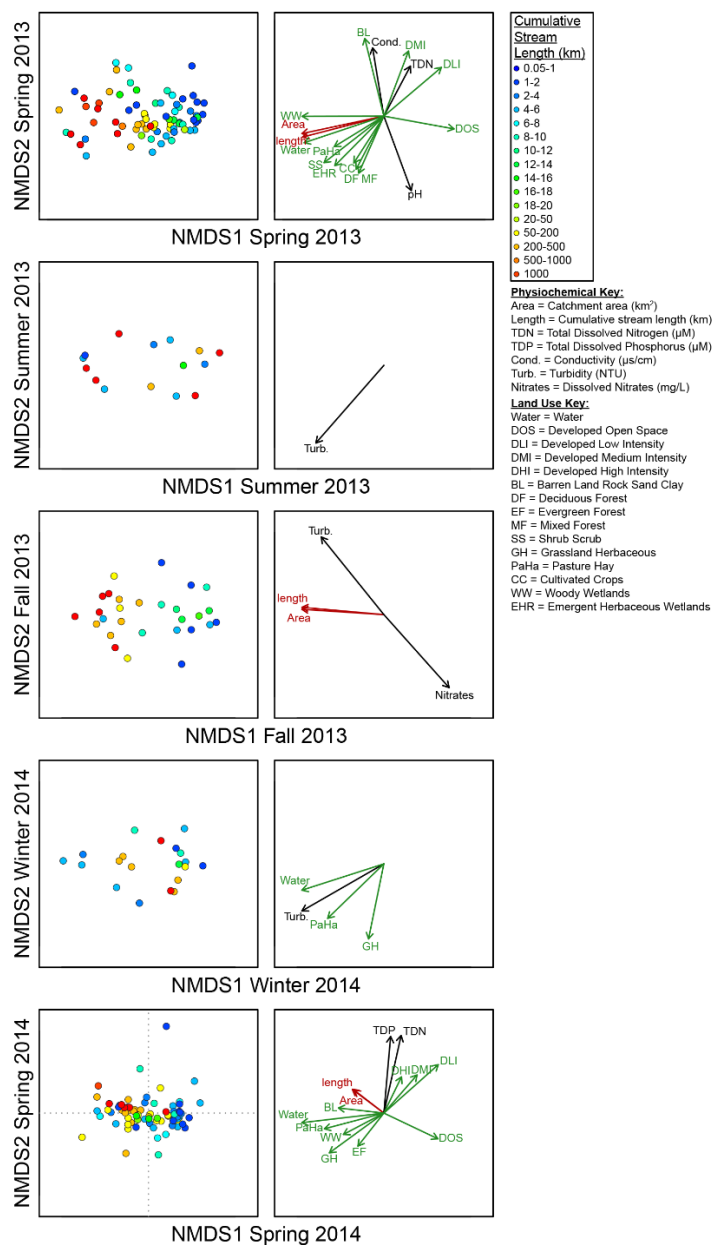 NMDS2 Spring 2013
BL
Cond.
DMI
TDN
DLI
WW
Area
DOS
length
Water
PaHa
SS
EHR
CC
DF
MF
pH
NMDS1 Spring 2013
Cumulative
Stream
Length (km)
0.05-1
1-2
2-4
4-6
6-8
8-10
10-12
12-14
14-16
16-18
18-20
20-50
50-200
200-500
500-1000
1000
Physiochemical Key:
Area = Catchment area (km²)
Length = Cumulative stream length (km)
TDN = Total Dissolved Nitrogen (µM)
TDP = Total Dissolved Phosphorus (µM)
Cond. = Conductivity (µs/cm)
Turb. = Turbidity (NTU)
Nitrates = Dissolved Nitrates (mg/L)
Land Use Key:
Water = Water
DOS = Developed Open Space
DLI = Developed Low Intensity
DMI = Developed Medium Intensity
DHI = Developed High Intensity
BL = Barren Land Rock Sand Clay
DF = Deciduous Forest
EF = Evergreen Forest
MF = Mixed Forest
SS = Shrub Scrub
GH = Grassland Herbaceous
PaHa = Pasture Hay
CC = Cultivated Crops
WW = Woody Wetlands
EHR = Emergent Herbaceous Wetlands
NMDS2 Summer 2013
Turb.
NMDS1 Summer 2013
NMDS2 Fall 2013
Turb.
length
Area
Nitrates
NMDS1 Fall 2013
NMDS2 Winter 2014
Water
Turb.
PaHa
GH
NMDS1 Winter 2014
NMDS2 Spring 2014
TDP
TDN
DLI
DHI
DMI
length
Area
BL
Water
PaHa
WW
DOS
GH
EF
NMDS1 Spring 2014